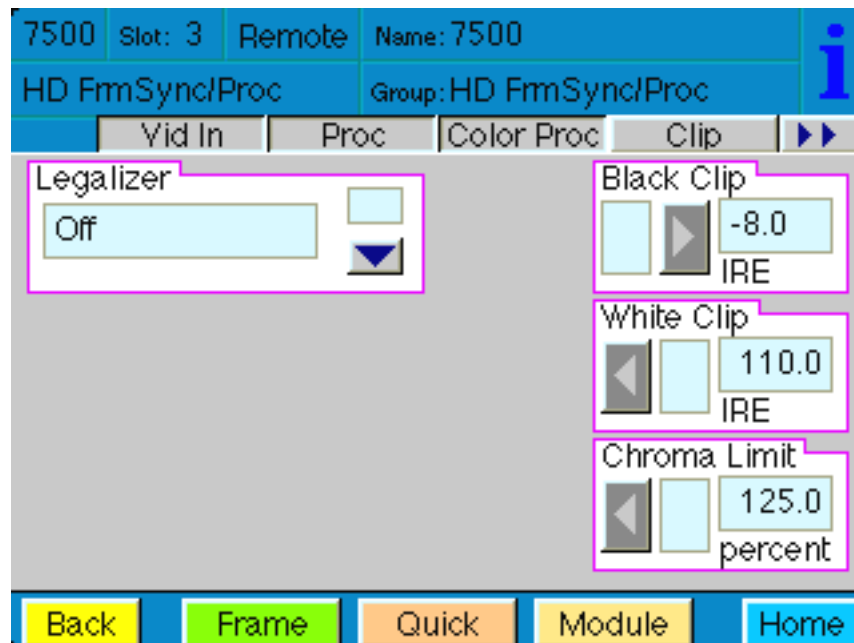 7500 Slot: 3 Remote Name: 7500
HD FrmSync/Proc Group: HD FrmSync/Proc
i
Vid In Proc Color Proc Clip
Legalizer
Off
Black Clip
-8.0
IRE
White Clip
110.0
IRE
Chroma Limit
125.0
percent
Back Frame Quick Module Home